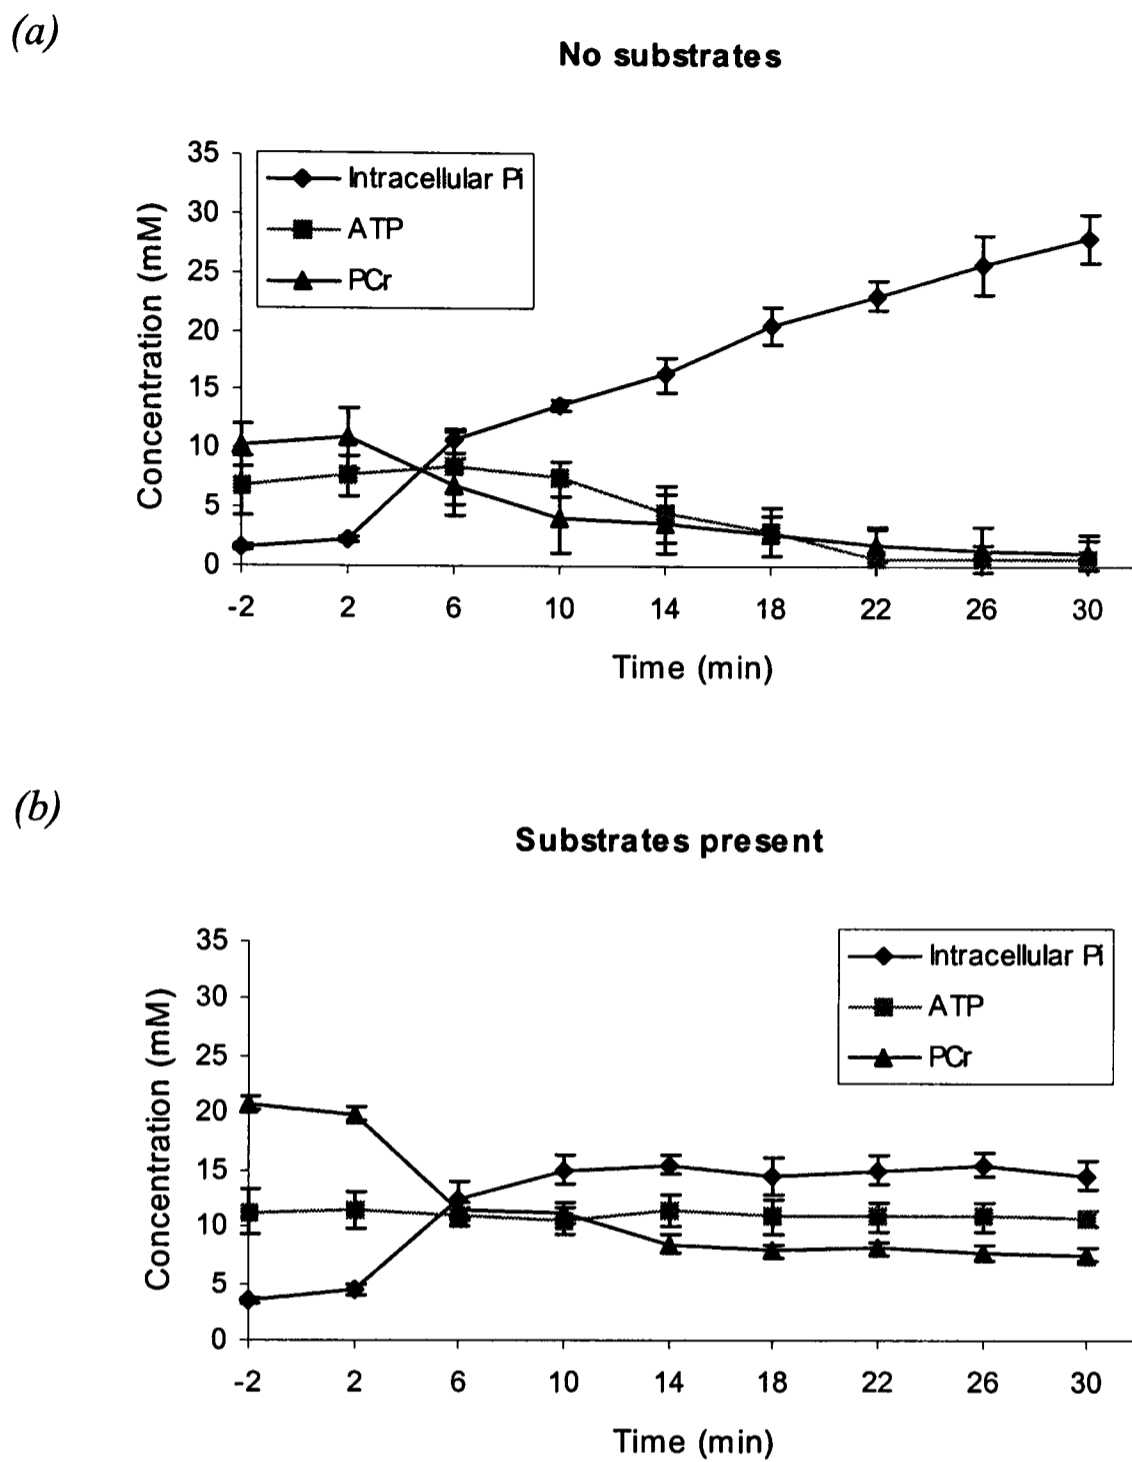 (a)
No substrates
Concentration (mM)
35
30
25
20
15
10
5
0
Intracellular Pi
ATP
PCr
-2 2 6 10 14 18 22 26 30
Time (min)
(b)
Substrates present
Concentration (mM)
35
30
25
20
15
10
5
0
Intracellular Pi
ATP
PCr
-2 2 6 10 14 18 22 26 30
Time (min)